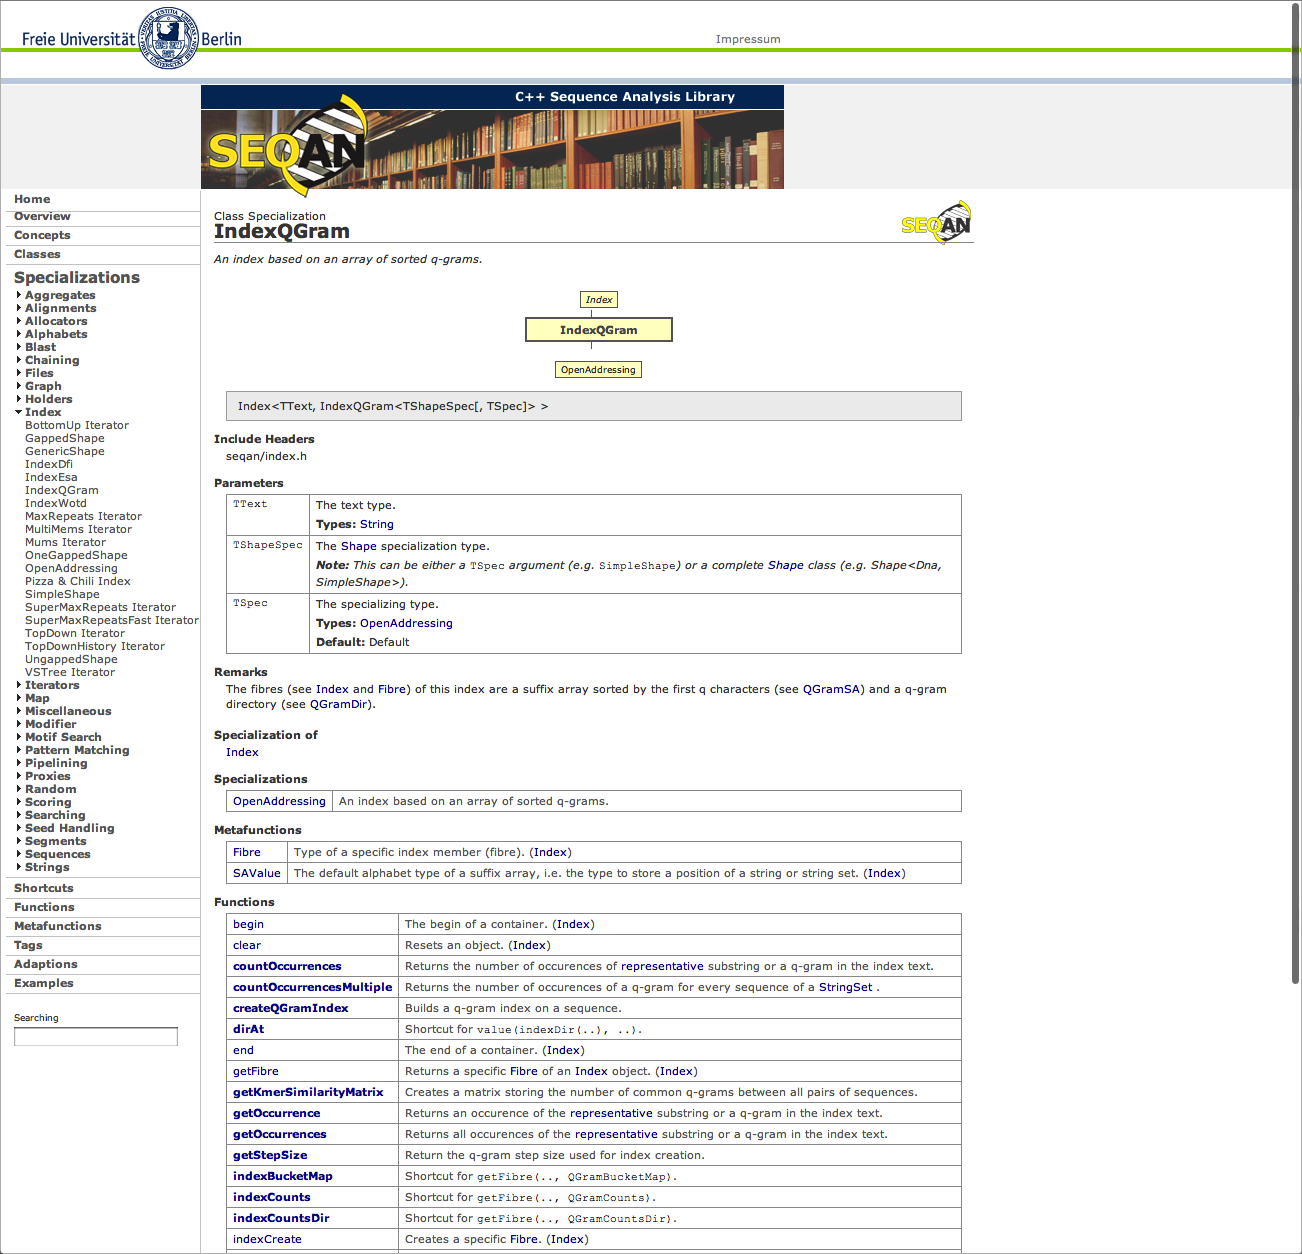 Freie Universität Berlin
Impressum
C++ Sequence Analysis Library
SEQAN
Home
Overview
Concepts
Classes
Specializations
Aggregates
Alignments
Allocators
Alphabets
Blast
Chaining
Files
Graph
Holders
Index
BottomUp Iterator
GappedShape
GenericShape
IndexDfi
IndexEsa
IndexQGram
IndexWotd
MaxRepeats Iterator
MultiMems Iterator
Mums Iterator
OneGappedShape
OpenAddressing
Pizza & Chili Index
SimpleShape
SuperMaxRepeats Iterator
SuperMaxRepeatsFast Iterator
TopDown Iterator
TopDownHistory Iterator
UngappedShape
VSTree Iterator
Iterators
Map
Miscellaneous
Modifier
Motif Search
Pattern Matching
Pipelining
Proxies
Random
Scoring
Searching
Seed Handling
Segments
Sequences
Strings
Shortcuts
Functions
Metafunctions
Tags
Adaptions
Examples
Searching
Class Specialization
IndexQGram
SEQAN
An index based on an array of sorted q-grams.
Index
IndexQGram
OpenAddressing
Index<TText, IndexQGram<TShapeSpec[, TSpec]> >
Include Headers
seqan/index.h
Parameters
TText The text type.
Types: String
TShapeSpec The Shape specialization type.
Note: This can be either a TSpec argument (e.g. SimpleShape) or a complete Shape class (e.g. Shape<Dna,
SimpleShape>).
TSpec The specializing type.
Types: OpenAddressing
Default: Default
Remarks
The fibres (see Index and Fibre) of this index are a suffix array sorted by the first q characters (see QGramSA) and a q-gram
directory (see QGramDir).
Specialization of
Index
Specializations
OpenAddressing An index based on an array of sorted q-grams.
Metafunctions
Fibre Type of a specific index member (fibre). (Index)
SAValue The default alphabet type of a suffix array, i.e. the type to store a position of a string or string set. (Index)
Functions
begin The begin of a container. (Index)
clear Resets an object. (Index)
countOccurrences Returns the number of occurences of representative substring or a q-gram in the index text.
countOccurrencesMultiple Returns the number of occurences of a q-gram for every sequence of a StringSet .
createQGramIndex Builds a q-gram index on a sequence.
dirAt Shortcut for value(indexDir(..), ..).
end The end of a container. (Index)
getFibre Returns a specific Fibre of an Index object. (Index)
getKmerSimilarityMatrix Creates a matrix storing the number of common q-grams between all pairs of sequences.
getOccurrence Returns an occurence of the representative substring or a q-gram in the index text.
getOccurrences Returns all occurences of the representative substring or a q-gram in the index text.
getStepSize Return the q-gram step size used for index creation.
indexBucketMap Shortcut for getFibre(.., QGramBucketMap).
indexCounts Shortcut for getFibre(.., QGramCounts).
indexCountsDir Shortcut for getFibre(.., QGramCountsDir).
indexCreate Creates a specific Fibre. (Index)